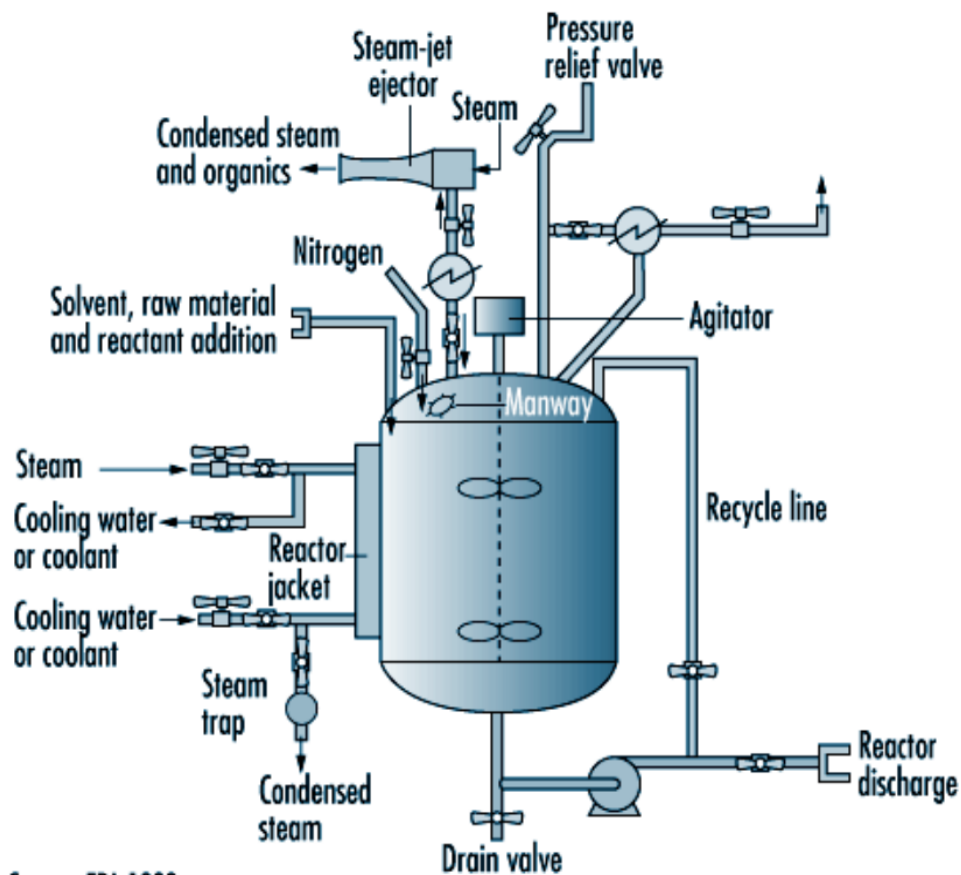 Pressure
relief valve
Steam-jet
ejector
Steam
Condensed steam
and organics
Nitrogen
Solvent, raw material
and reactant addition
Agitator
Manway
Steam
Cooling water
or coolant
Reactor
jacket
Recycle line
Cooling water
or coolant
Steam
trap
Reactor
discharge
Condensed
steam
Drain valve